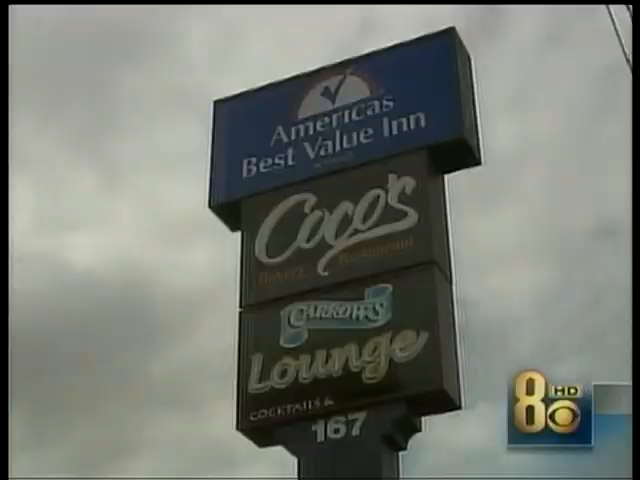 Americas
Best Value Inn
Coco's
Bakery Restaurant
CARROWS
Lounge
COCKTAILS &
167
8 HD